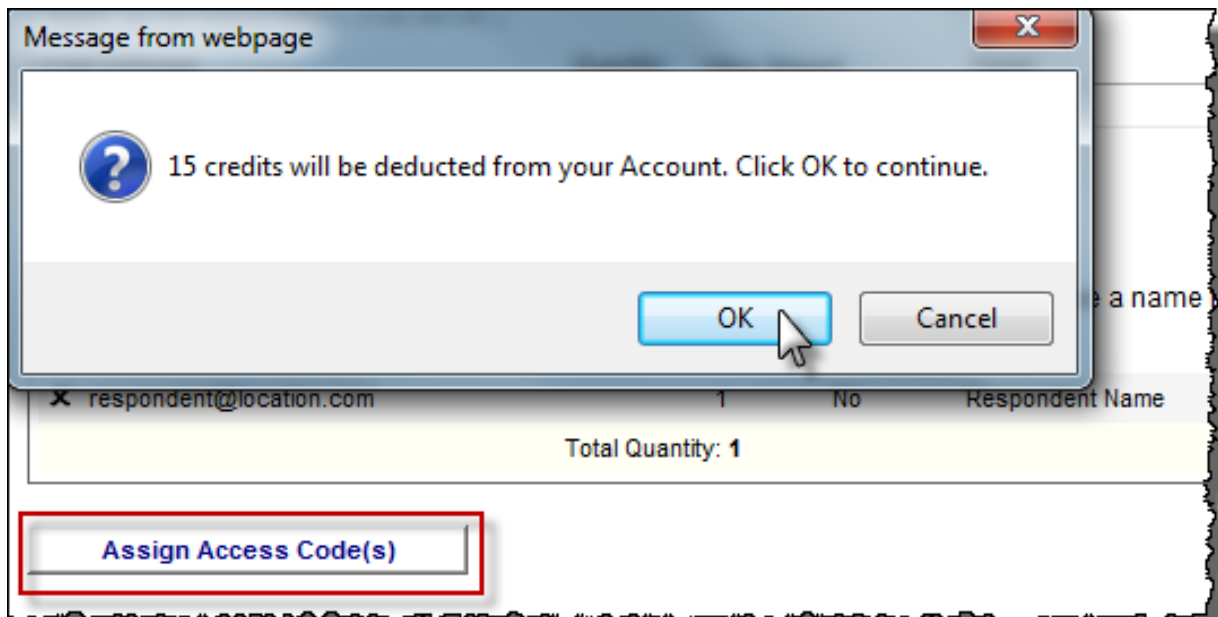 Message from webpage
15 credits will be deducted from your Account. Click OK to continue.
OK Cancel
a name
respondent@location.com 1 No Respondent Name
Total Quantity: 1
Assign Access Code(s)